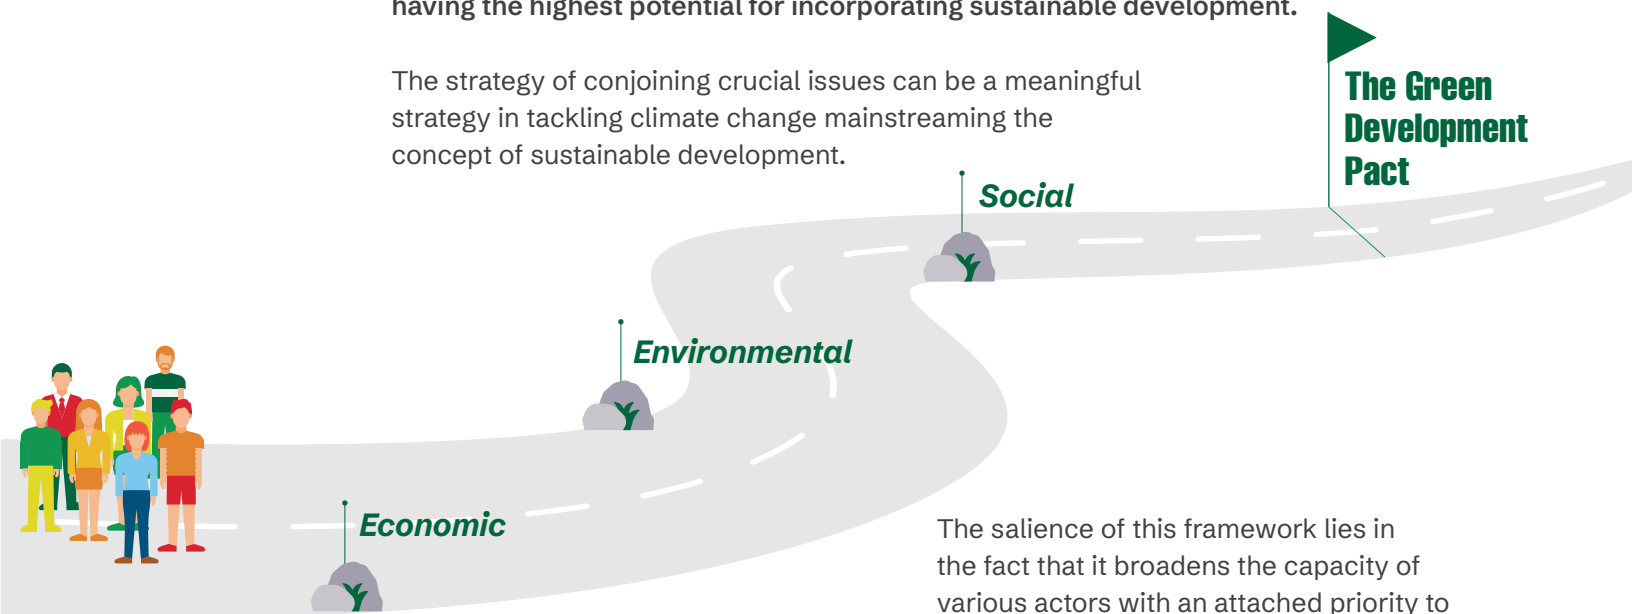 having the highest potential for incorporating sustainable development.
The strategy of conjoining crucial issues can be a meaningful
strategy in tackling climate change mainstreaming the
concept of sustainable development.
The Green
Development
Pact
Social
Environmental
Economic
The salience of this framework lies in
the fact that it broadens the capacity of
various actors with an attached priority to